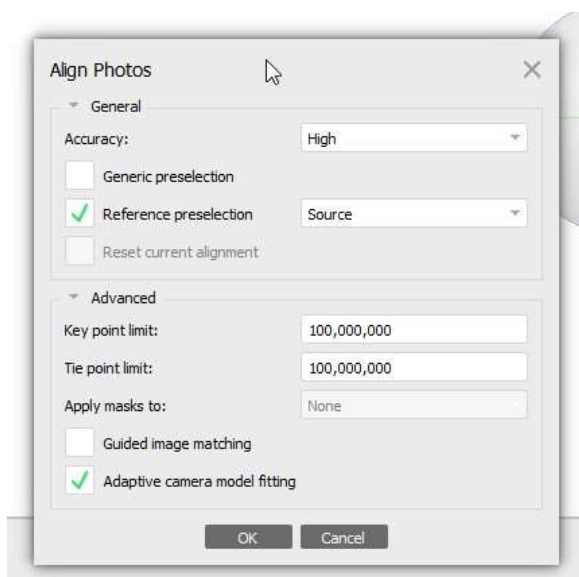 Align Photos
General
Accuracy: High
Generic preselection
Reference preselection Source
Reset current alignment
Advanced
Key point limit: 100,000,000
Tie point limit: 100,000,000
Apply masks to: None
Guided image matching
Adaptive camera model fitting
OK Cancel